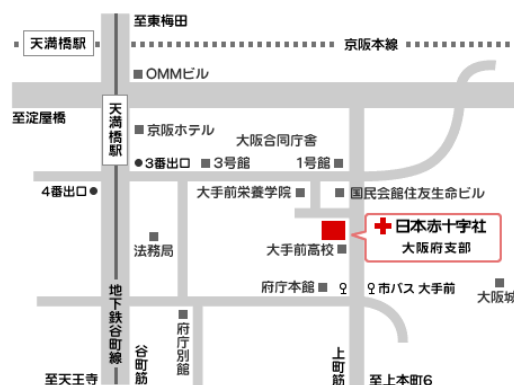 至東梅田
天満橋駅
京阪本線
OMMビル
至淀屋橋
天満橋駅
京阪ホテル
大阪合同庁舎
3番出口
3号館
1号館
4番出口
大手前栄養学院
国民会館住友生命ビル
日本赤十字社
大阪府支部
法務局
大手前高校
府庁本館
市バス 大手前
大阪城
地下鉄谷町線
府庁別館
谷町筋
上町筋
至天王寺
至上本町6